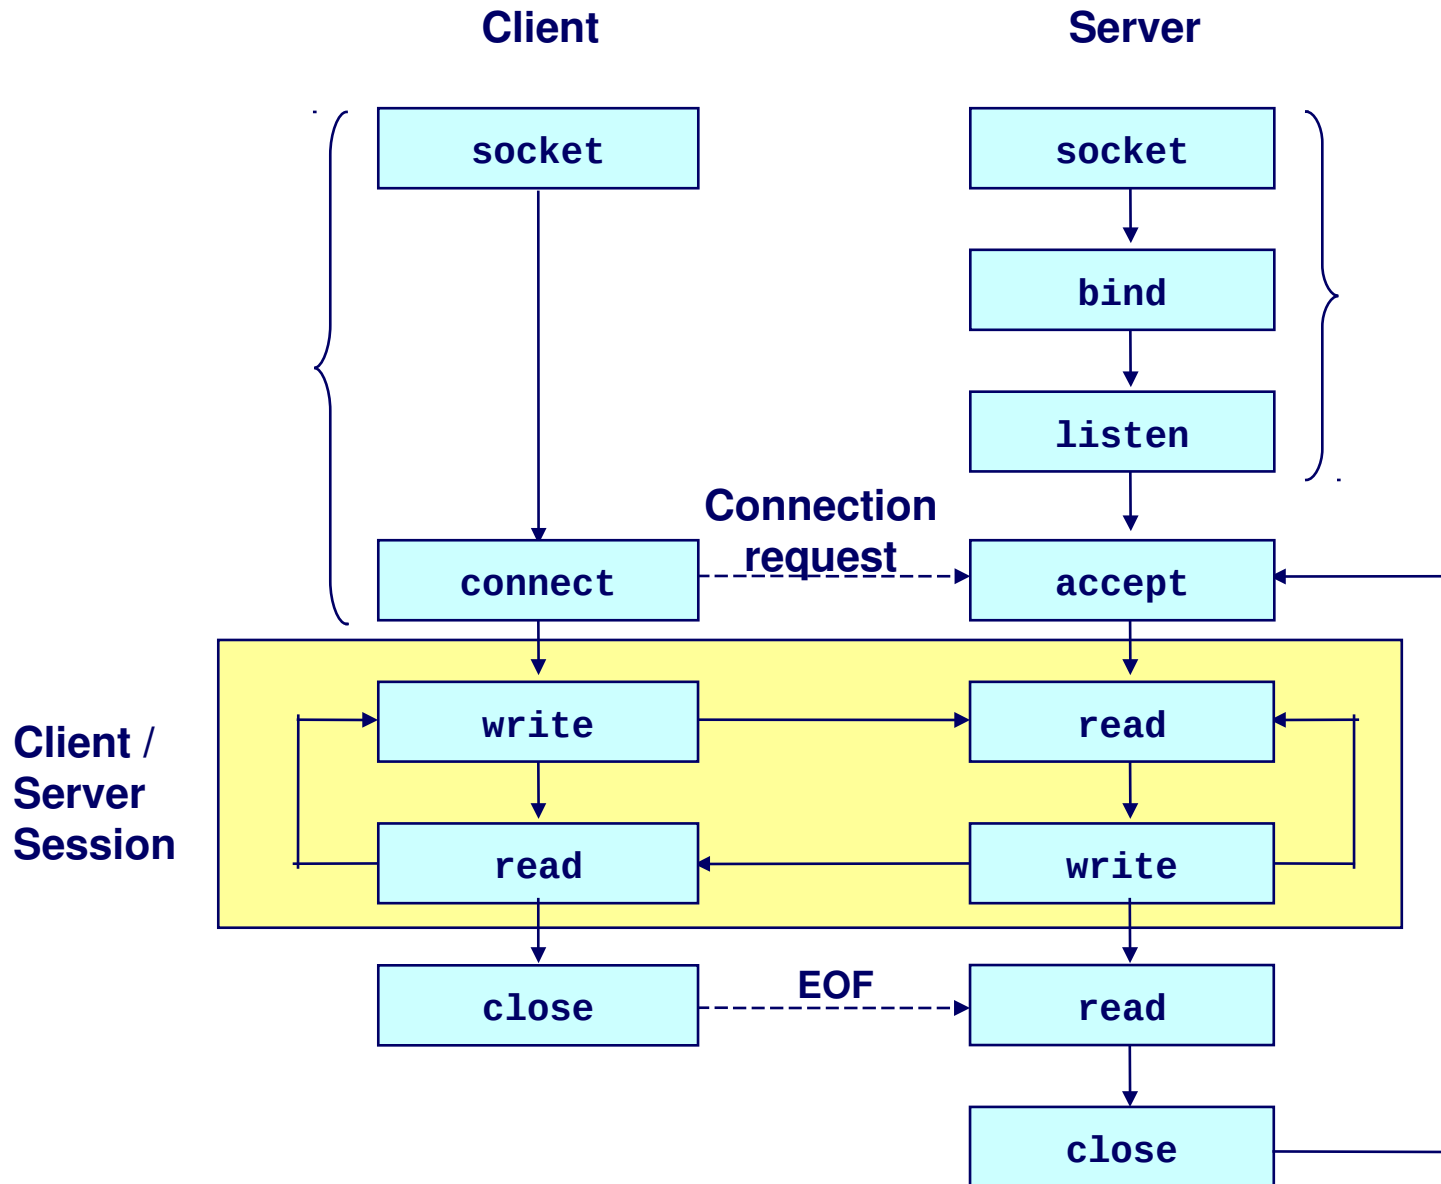 Client
Server
socket
socket
bind
listen
Connection
request
connect
accept
Client /
Server
Session
write
read
read
write
close
EOF
read
close